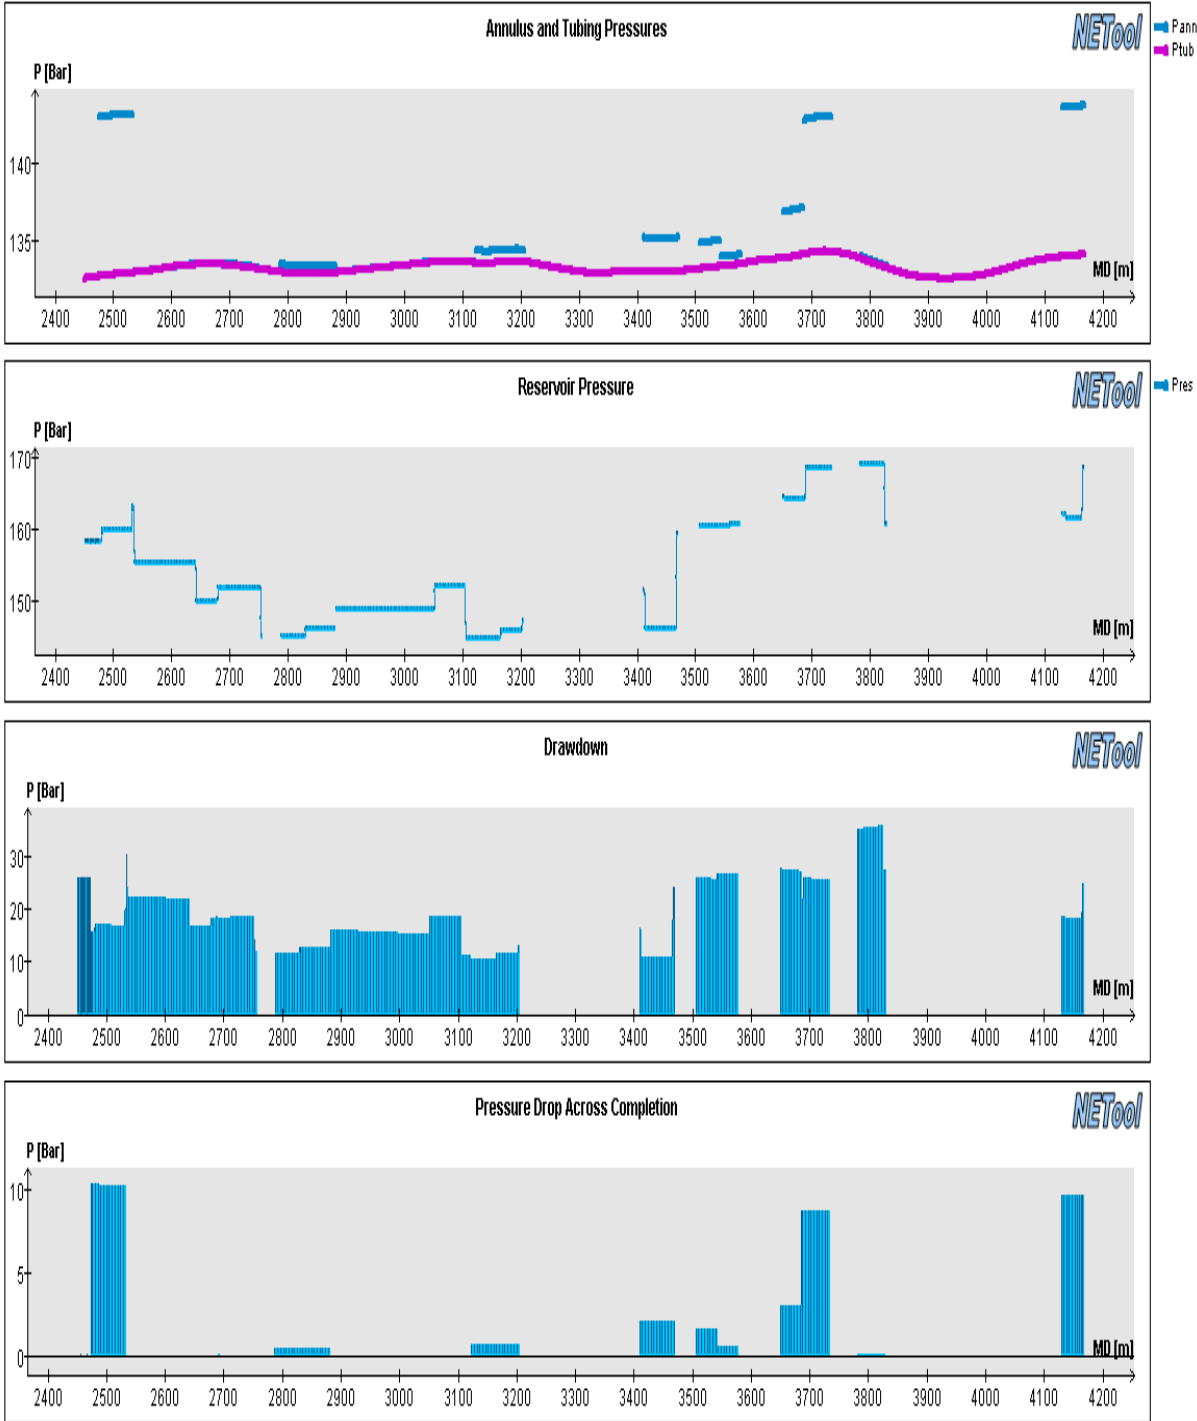 Annulus and Tubing Pressures
NETool
Pann
Ptub
P [Bar]
140
135
MD [m]
2400 2500 2600 2700 2800 2900 3000 3100 3200 3300 3400 3500 3600 3700 3800 3900 4000 4100 4200
Reservoir Pressure
NETool
Pres
P [Bar]
170
160
150
MD [m]
2400 2500 2600 2700 2800 2900 3000 3100 3200 3300 3400 3500 3600 3700 3800 3900 4000 4100 4200
Drawdown
NETool
P [Bar]
30
20
10
MD [m]
0
2400 2500 2600 2700 2800 2900 3000 3100 3200 3300 3400 3500 3600 3700 3800 3900 4000 4100 4200
Pressure Drop Across Completion
NETool
P [Bar]
10
5
MD [m]
0
2400 2500 2600 2700 2800 2900 3000 3100 3200 3300 3400 3500 3600 3700 3800 3900 4000 4100 4200